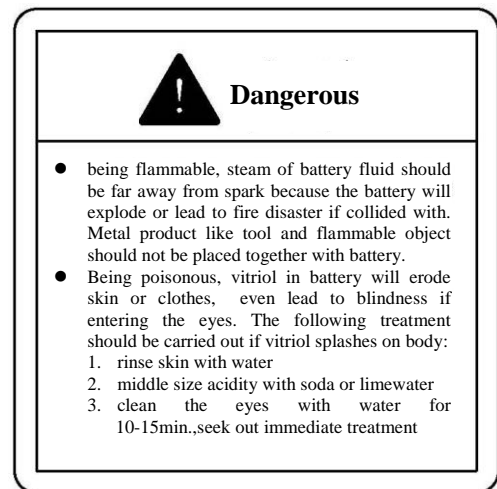 Dangerous
● being flammable, steam of battery fluid should
be far away from spark because the battery will
explode or lead to fire disaster if collided with.
Metal product like tool and flammable object
should not be placed together with battery.
● Being poisonous, vitriol in battery will erode
skin or clothes, even lead to blindness if
entering the eyes. The following treatment
should be carried out if vitriol splashes on body:
1. rinse skin with water
2. middle size acidity with soda or limewater
3. clean the eyes with water for
10-15min.,seek out immediate treatment